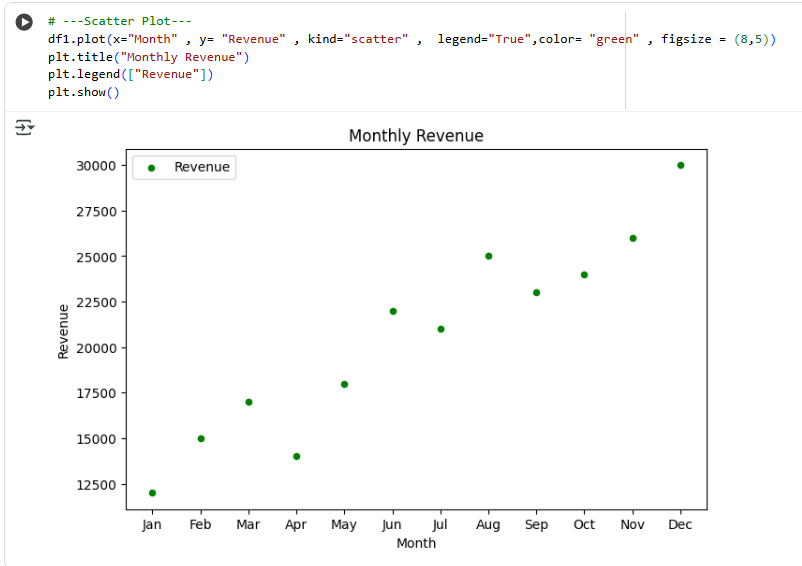 # ---Scatter Plot---
df1.plot(x="Month" , y= "Revenue" , kind="scatter" ,  legend="True",color= "green" , figsize = (8,5))
plt.title("Monthly Revenue")
plt.legend(["Revenue"])
plt.show()
Monthly Revenue
Revenue
30000
27500
25000
22500
20000
17500
15000
12500
Revenue
Jan Feb Mar Apr May Jun Jul Aug Sep Oct Nov Dec
Month